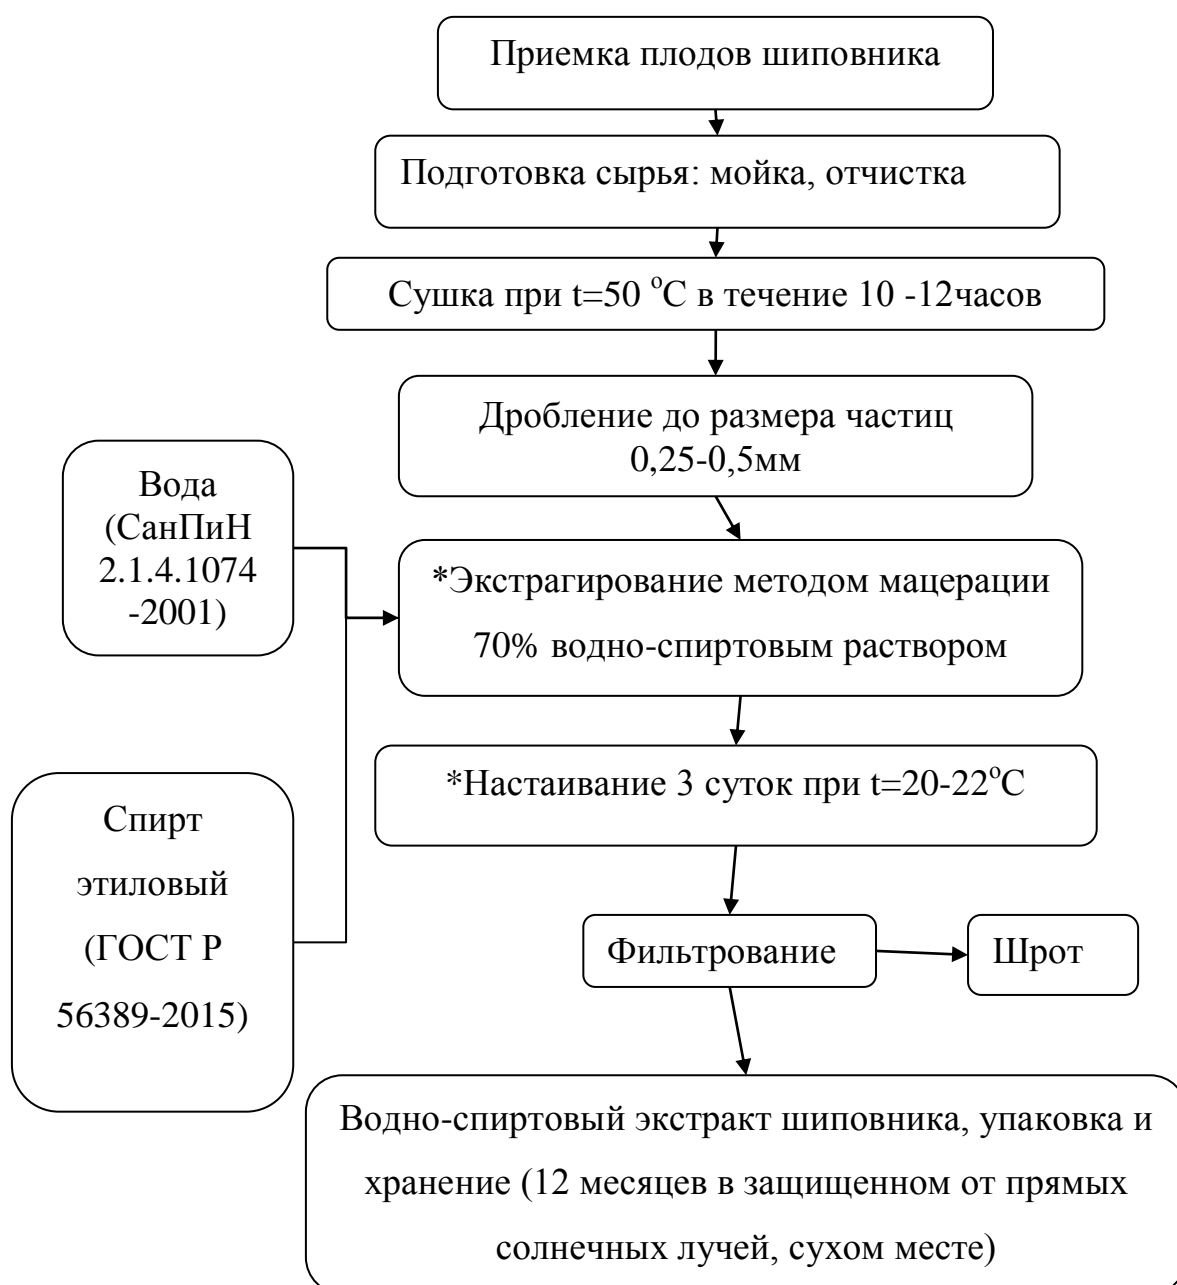 Приемка плодов шиповника
Подготовка сырья: мойка, отчистка
Сушка при t=50 °С в течение 10 -12часов
Дробление до размера частиц
0,25-0,5мм
Вода
(СанПиН
2.1.4.1074
-2001)
*Экстрагирование методом мацерации
70% водно-спиртовым раствором
*Настаивание 3 суток при t=20-22°С
Спирт
этиловый
(ГОСТ Р
56389-2015)
Фильтрование
Шрот
Водно-спиртовый экстракт шиповника, упаковка и
хранение (12 месяцев в защищенном от прямых
солнечных лучей, сухом месте)